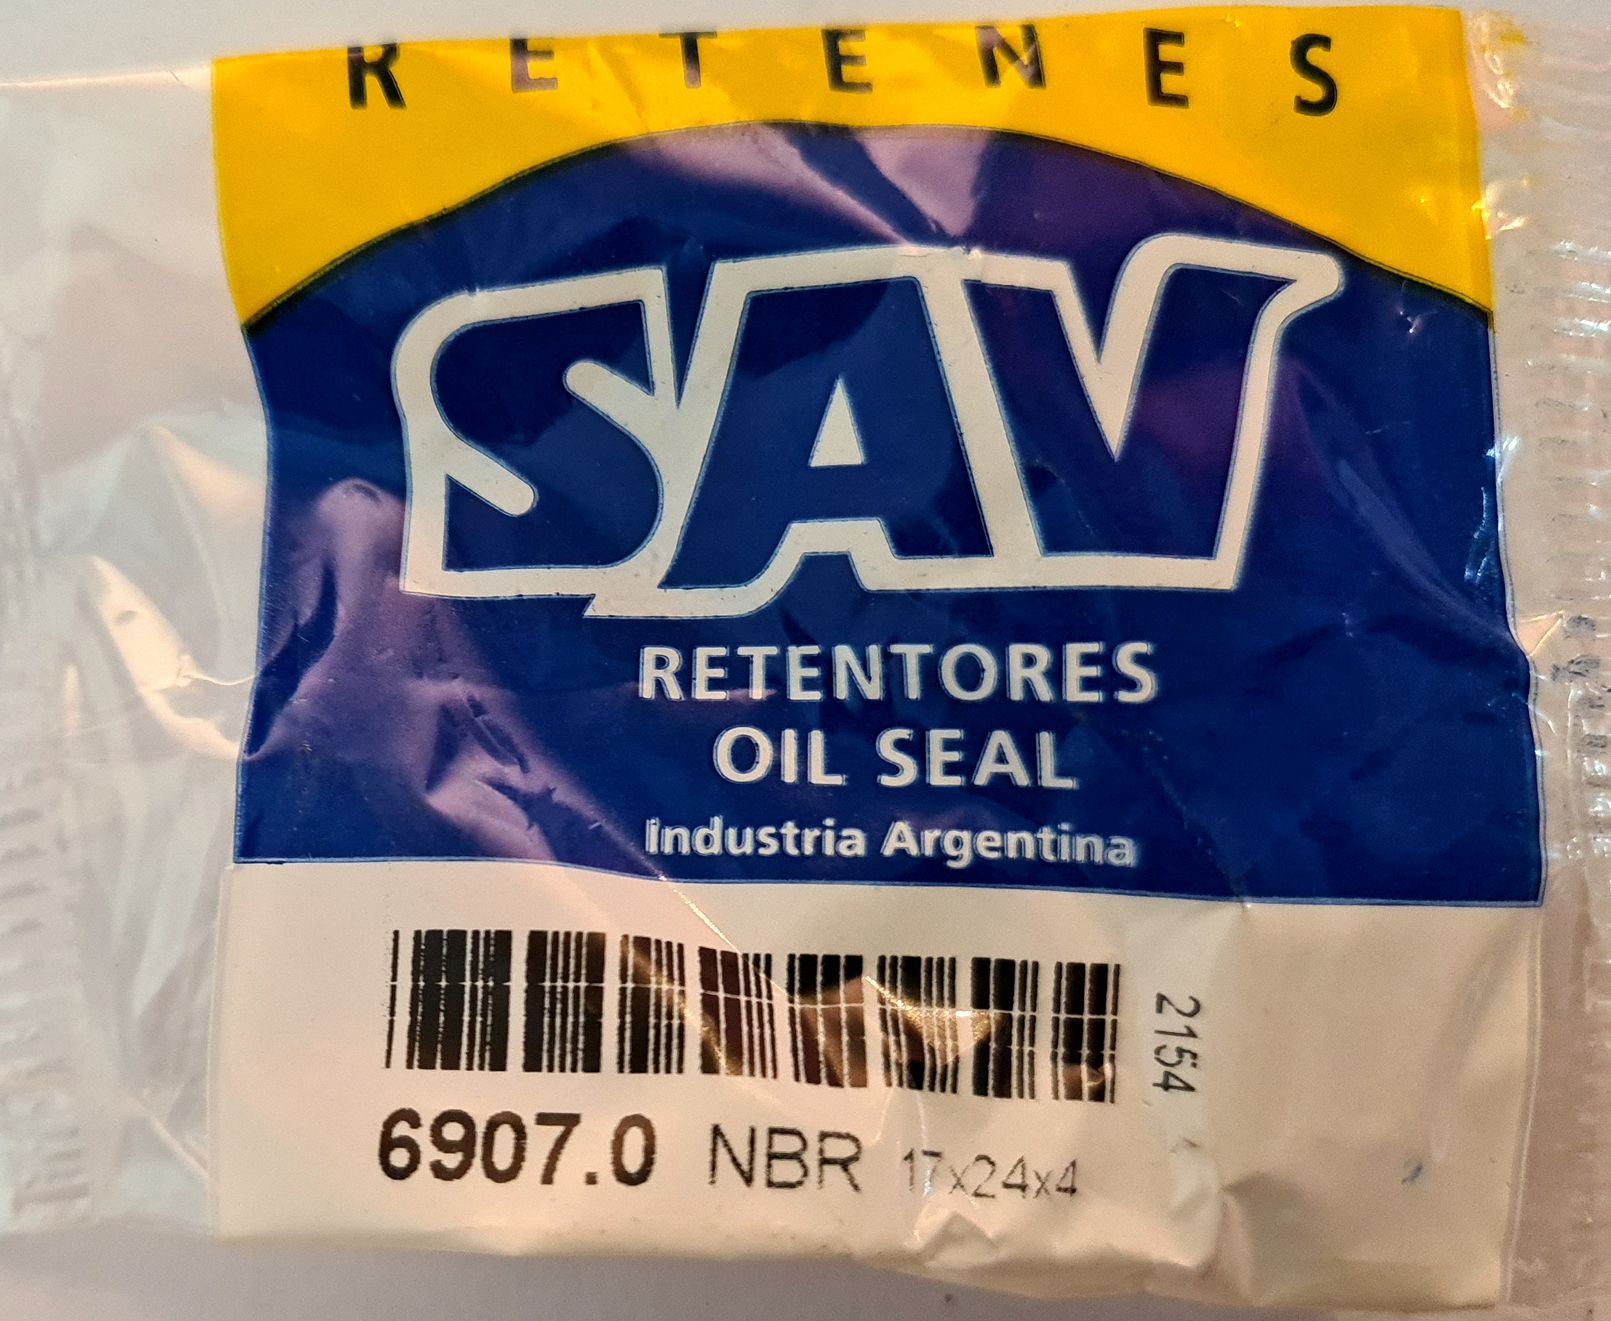 RETENES
SAV
RETENTORES
OIL SEAL
Industria Argentina
2154
6907.0 NBR 17x24x4